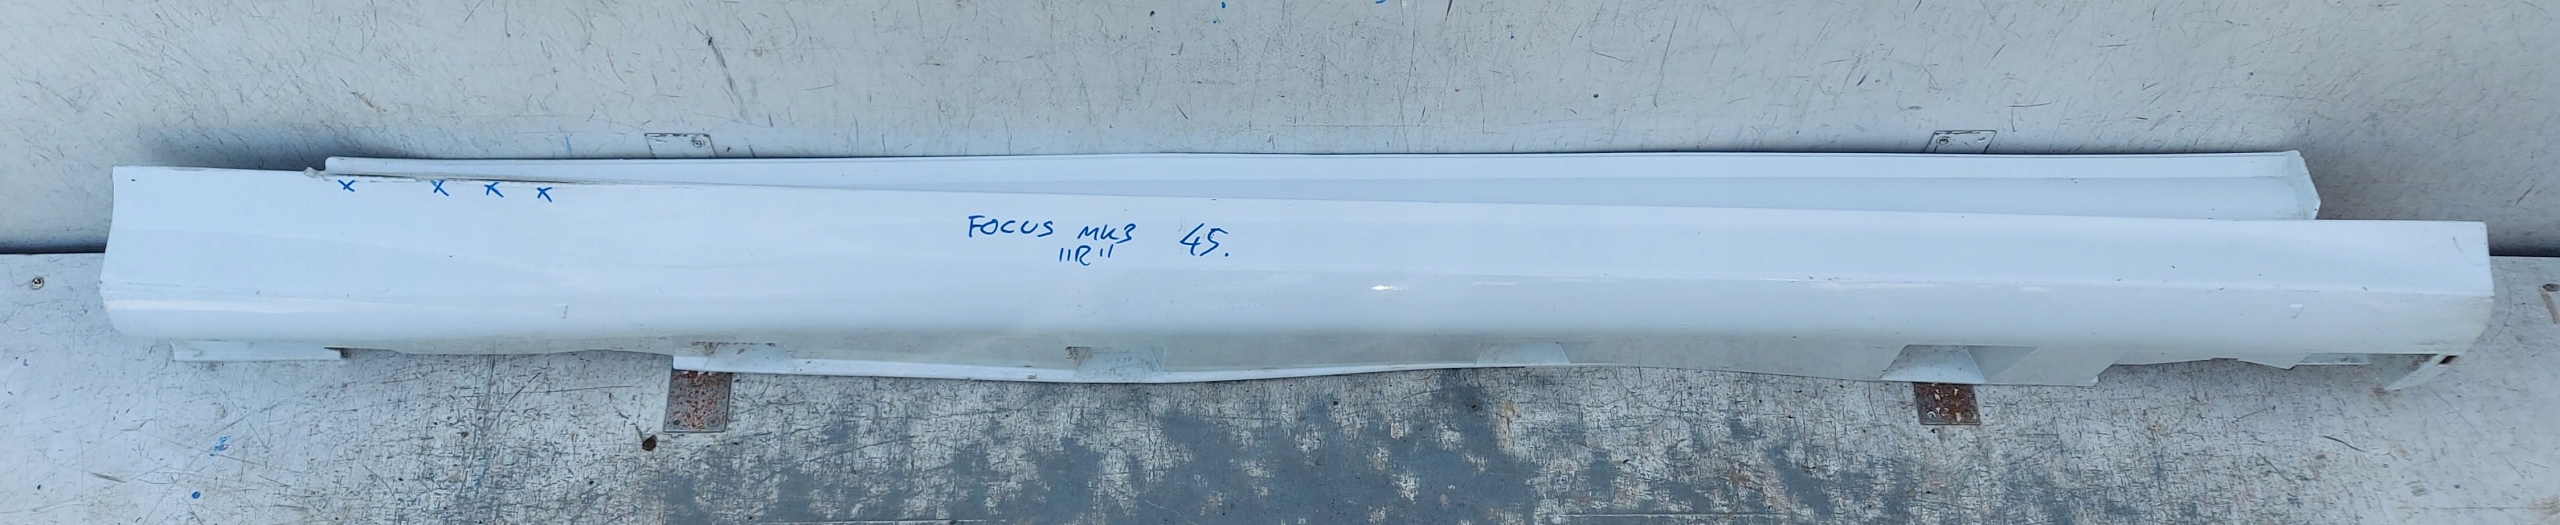 x x x x
FOCUS MK3 45.
"R"